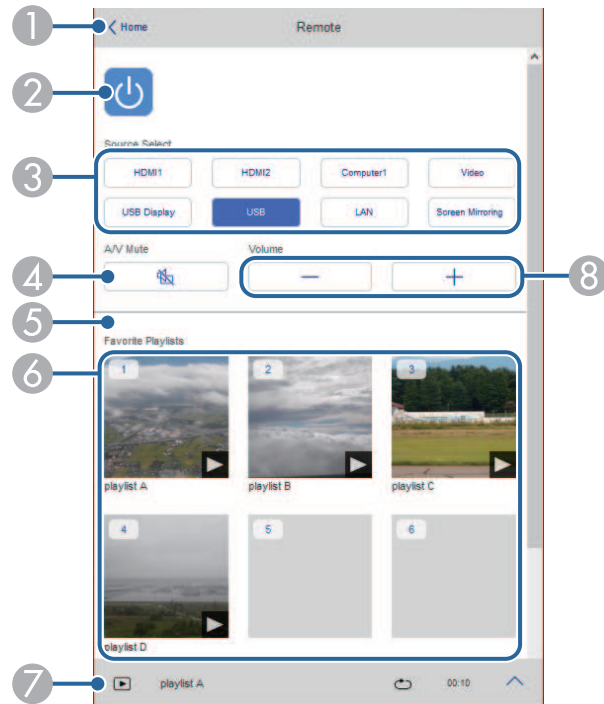 1 Home Remote
2
Source Select
3 HDMI1 HDMI2 Computer1 Video
USB Display USB LAN Screen Mirroring
A/V Mute Volume
4 8
5
Favorite Playlists
6 1 2 3
playlist A playlist B playlist C
4 5 6
playlist D
7 playlist A 00:10